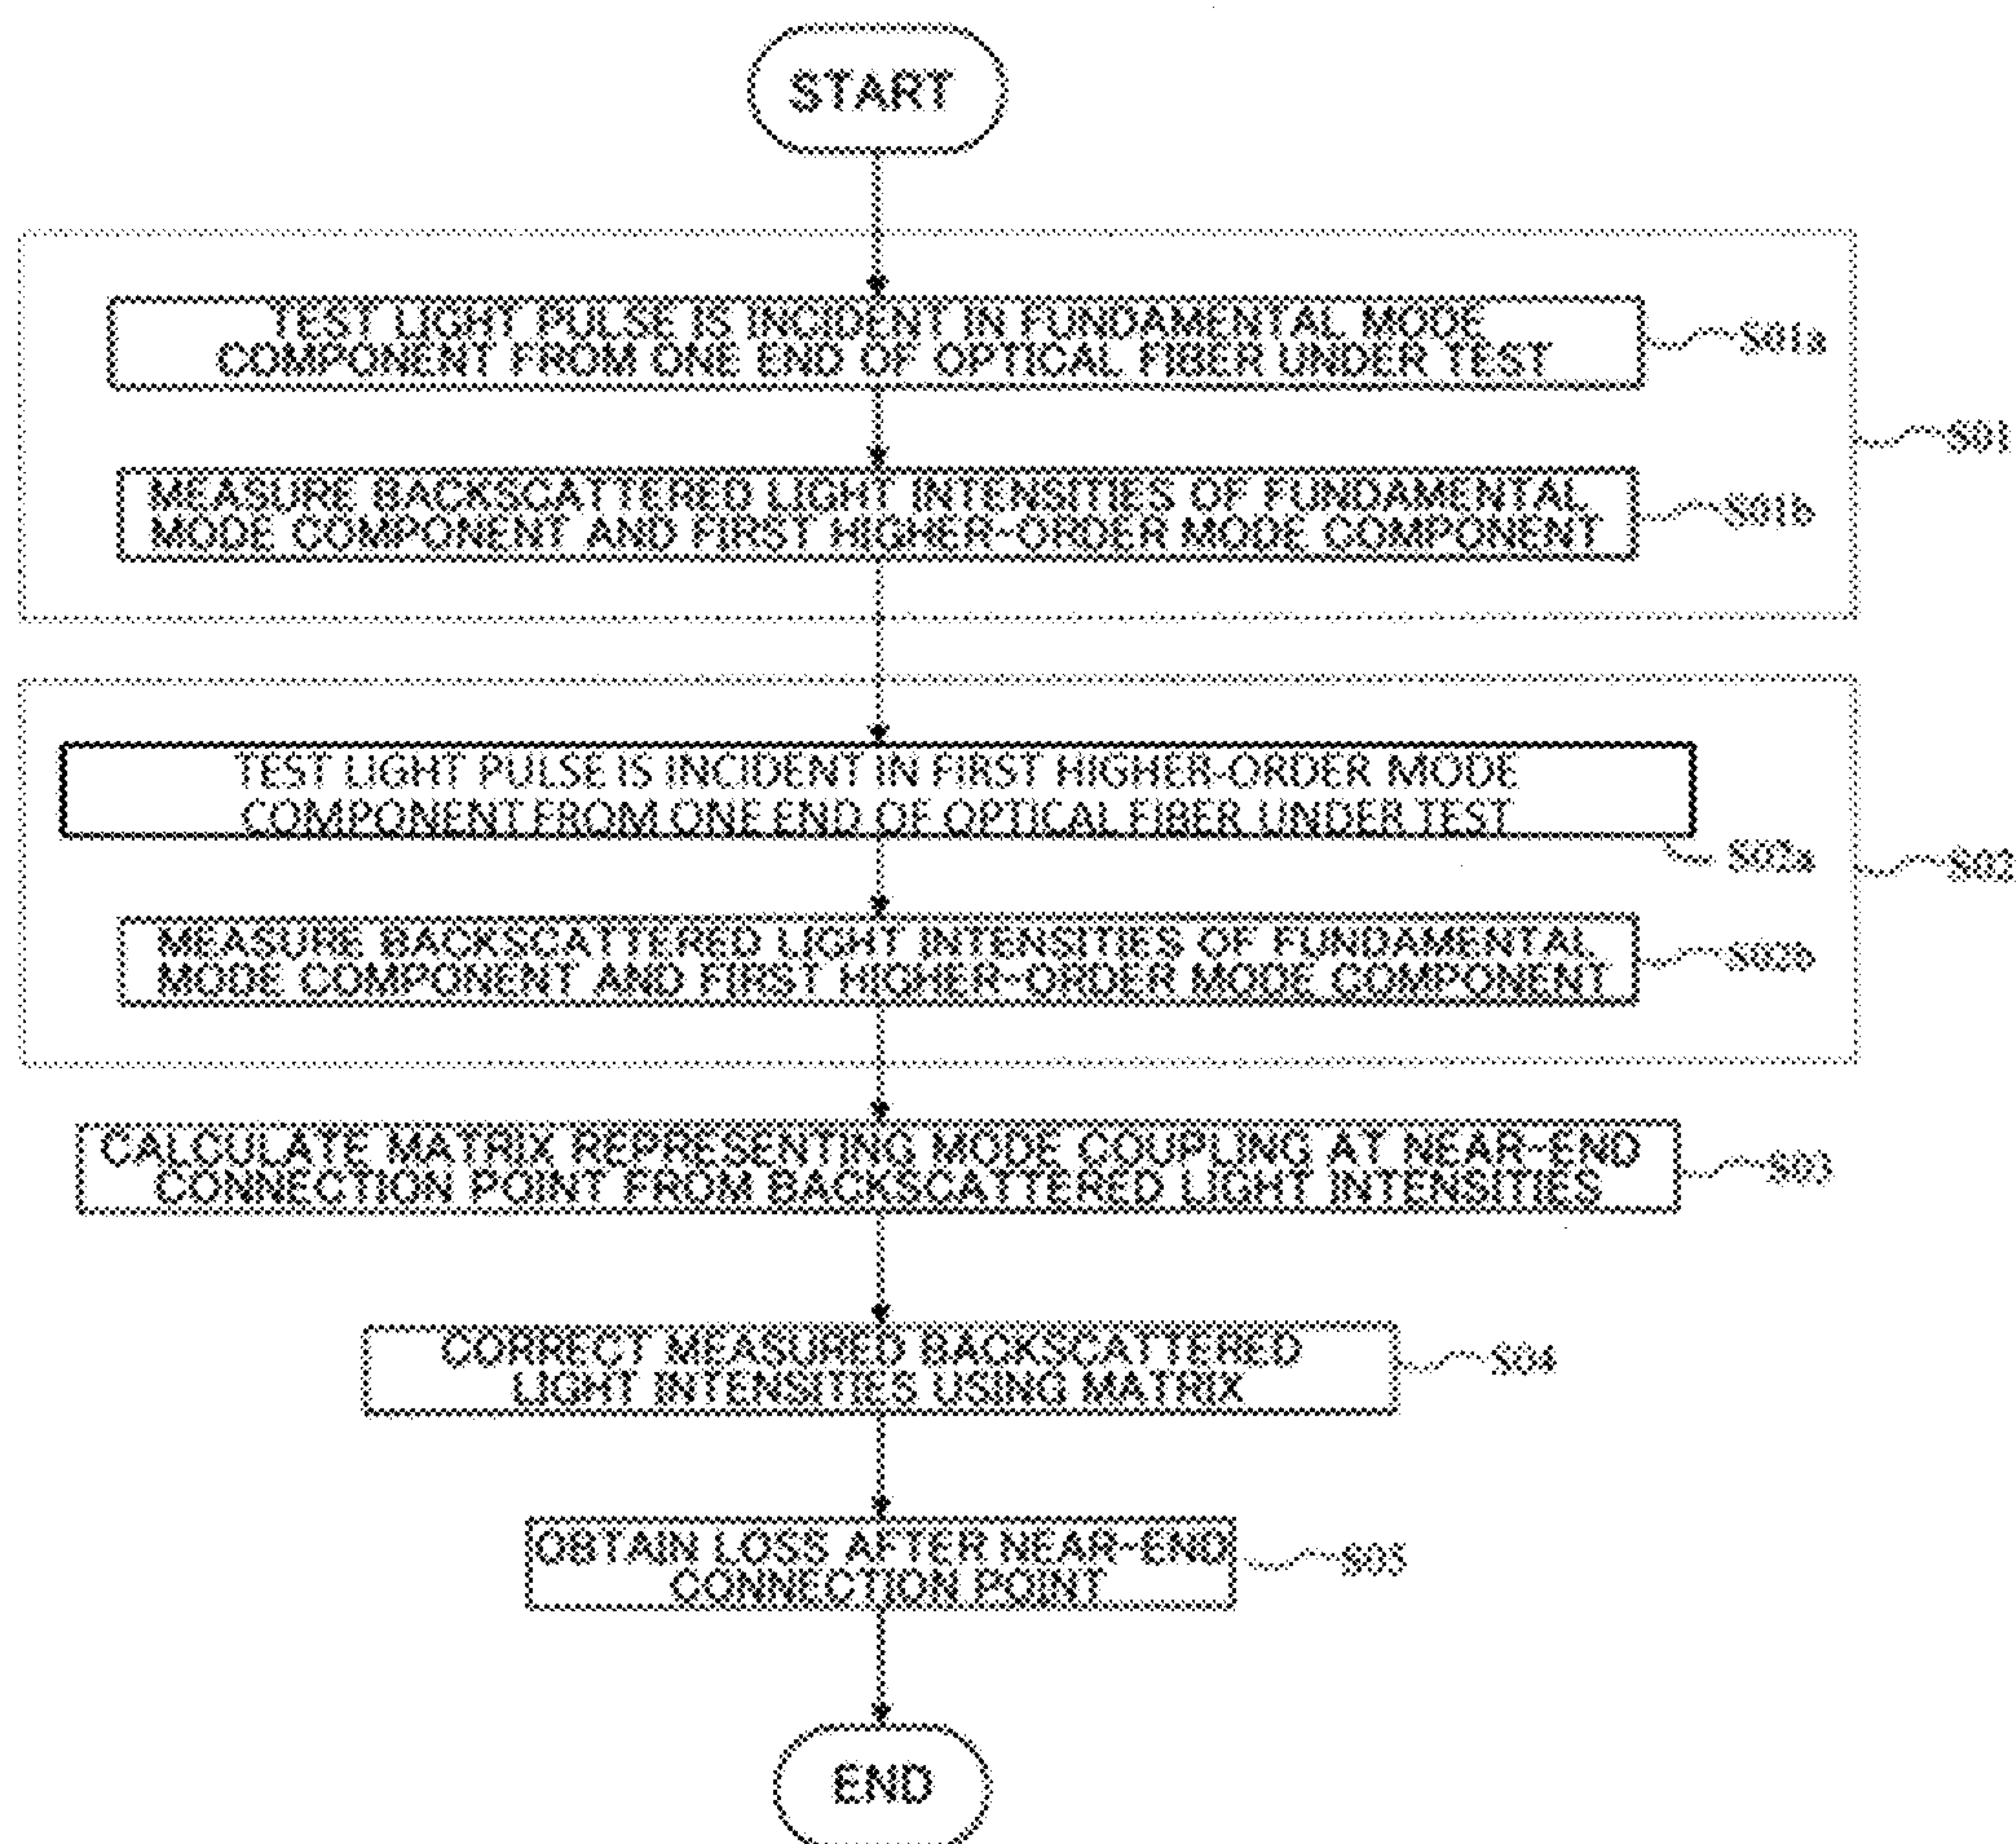 START
TEST LIGHT PULSE IS INCIDENT IN FUNDAMENTAL MODE
COMPONENT FROM ONE END OF OPTICAL FIBER UNDER TEST
S01a
S01
MEASURE BACKSCATTERED LIGHT INTENSITIES OF FUNDAMENTAL
MODE COMPONENT AND FIRST HIGHER-ORDER MODE COMPONENT
S01b
TEST LIGHT PULSE IS INCIDENT IN FIRST HIGHER-ORDER MODE
COMPONENT FROM ONE END OF OPTICAL FIBER UNDER TEST
S02a
S02
MEASURE BACKSCATTERED LIGHT INTENSITIES OF FUNDAMENTAL
MODE COMPONENT AND FIRST HIGHER-ORDER MODE COMPONENT
S02b
CALCULATE MATRIX REPRESENTING MODE COUPLING AT NEAR-END
CONNECTION POINT FROM BACKSCATTERED LIGHT INTENSITIES
S03
CORRECT MEASURED BACKSCATTERED
LIGHT INTENSITIES USING MATRIX
S04
OBTAIN LOSS AFTER NEAR-END
CONNECTION POINT
S05
END